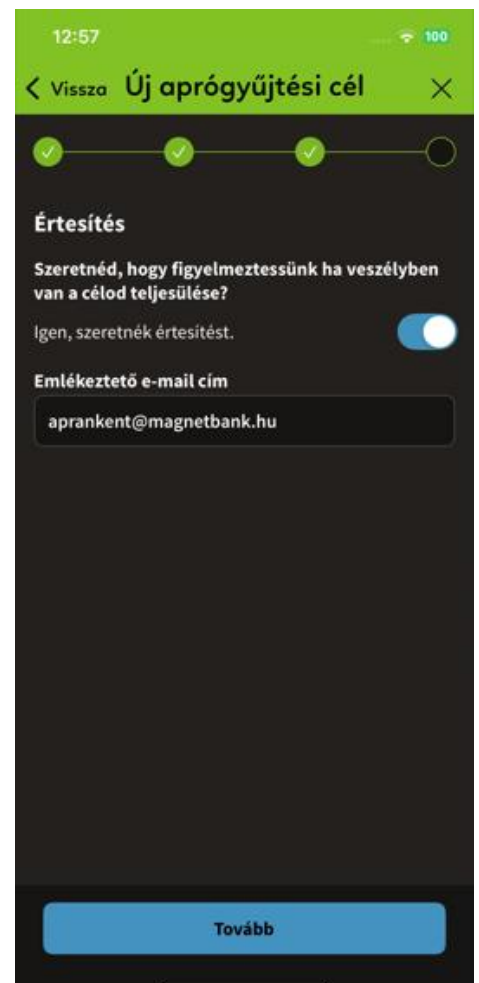 12:57
100
Vissza Új aprógyűjtési cél
Értesítés
Szeretnéd, hogy figyelmeztessünk ha veszélyben
van a célod teljesülése?
Igen, szeretnék értesítést.
Emlékeztető e-mail cím
aprankent@magnetbank.hu
Tovább